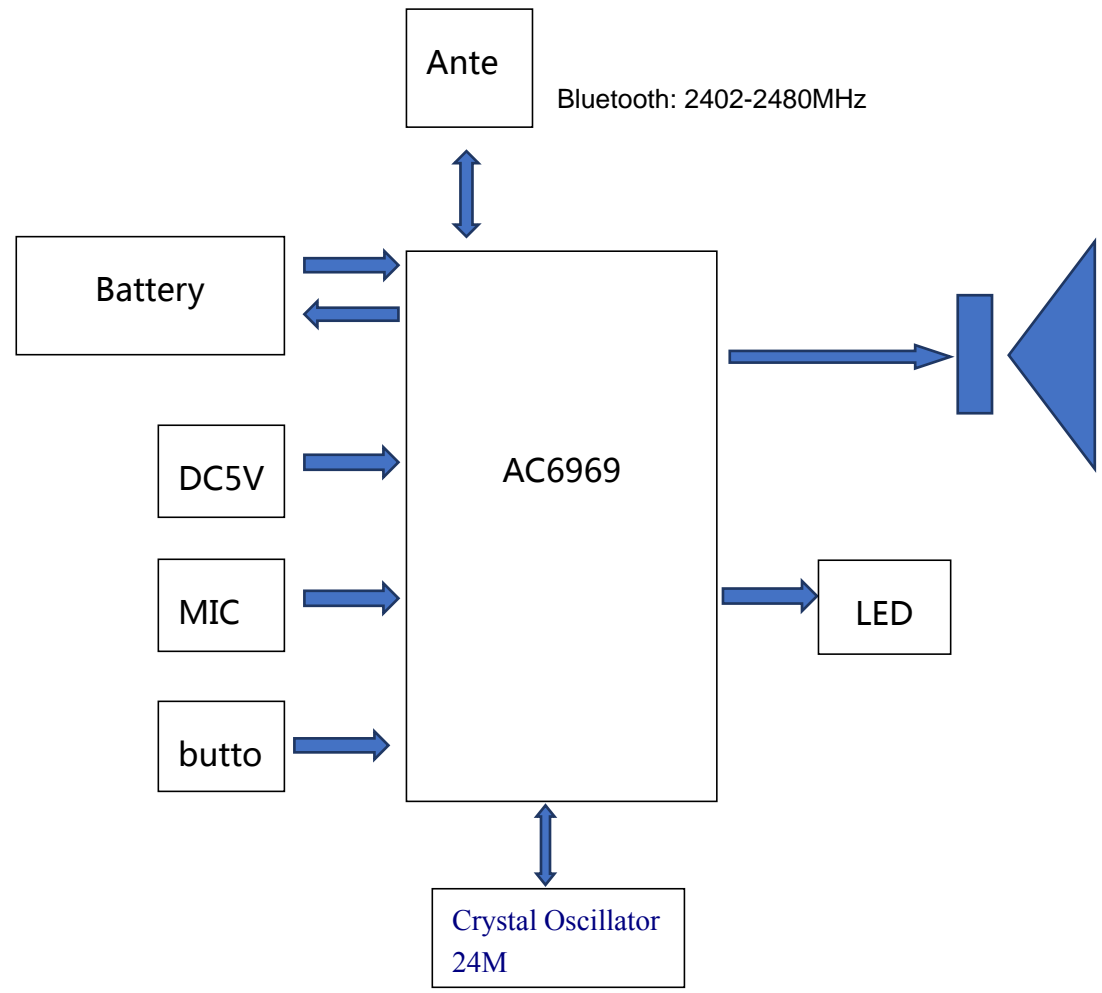 Ante
Bluetooth: 2402-2480MHz
Battery
DC5V
AC6969
MIC
LED
butto
Crystal Oscillator
24M